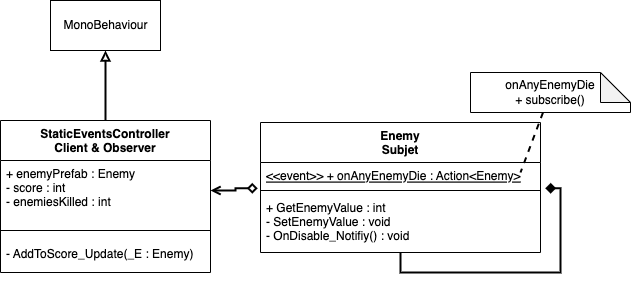 MonoBehaviour
onAnyEnemyDie
+ subscribe()
StaticEventsController
Client & Observer
+ enemyPrefab : Enemy
- score : int
- enemiesKilled : int
- AddToScore_Update(_E : Enemy)
Enemy
Subjet
<<event>> + onAnyEnemyDie : Action<Enemy>
+ GetEnemyValue : int
- SetEnemyValue : void
- OnDisable_Notifiy() : void